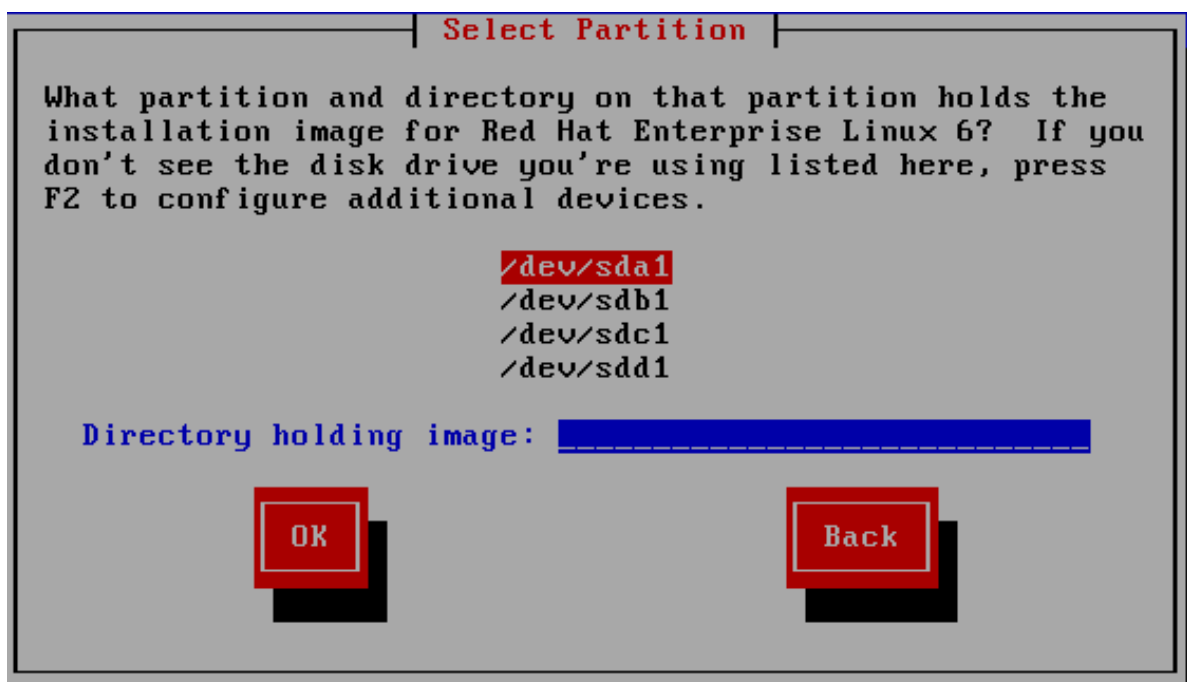 Select Partition
What partition and directory on that partition holds the
installation image for Red Hat Enterprise Linux 6?  If you
don't see the disk drive you're using listed here, press
F2 to configure additional devices.
/dev/sda1
/dev/sdb1
/dev/sdc1
/dev/sdd1
Directory holding image:
OK
Back